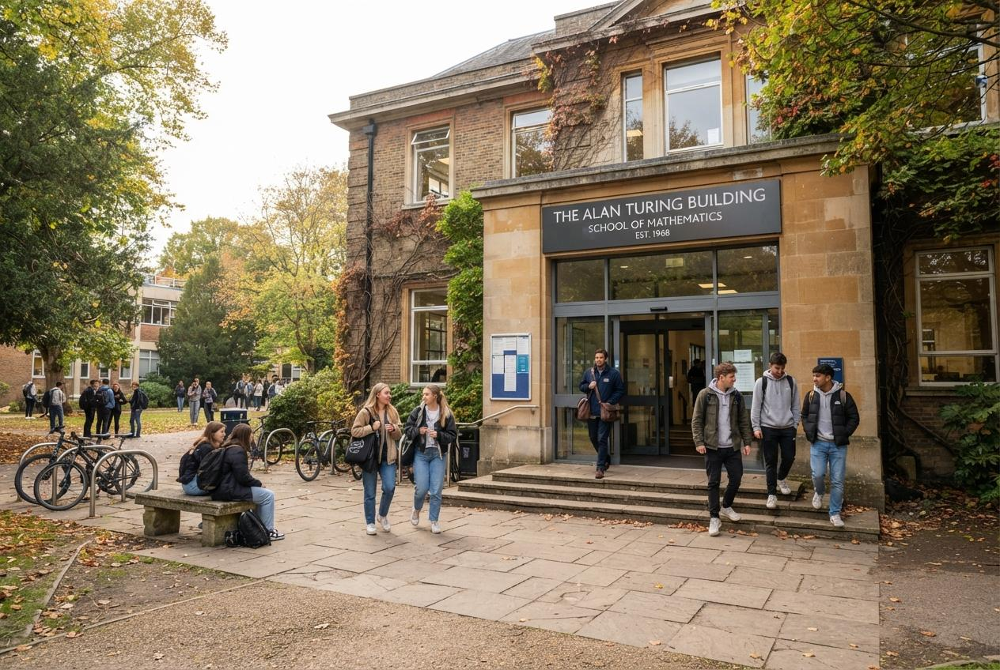 THE ALAN TURING BUILDING
SCHOOL OF MATHEMATICS
EST. 1968